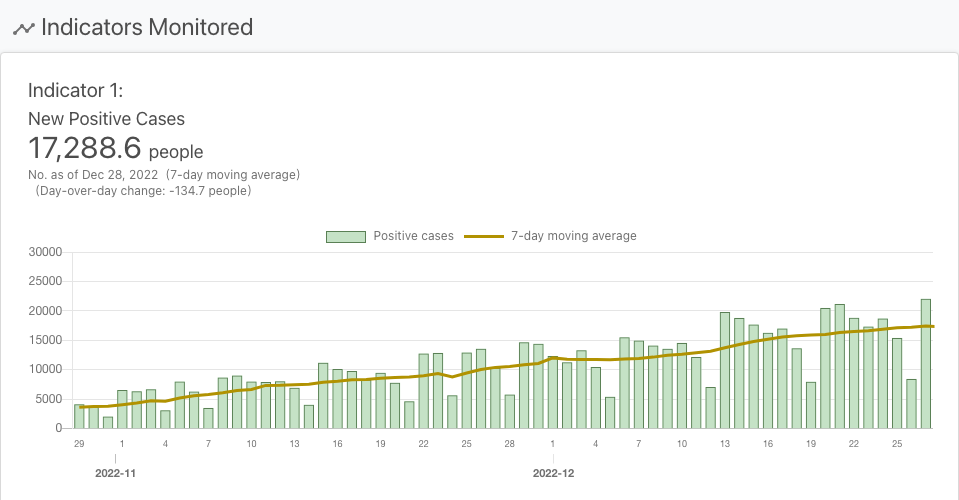 Indicators Monitored
Indicator 1:
New Positive Cases
17,288.6 people
No. as of Dec 28, 2022 (7-day moving average)
(Day-over-day change: -134.7 people)
Positive cases 7-day moving average
30000
25000
20000
15000
10000
5000
0
29 1 4 7 10 13 16 19 22 25 28 1 4 7 10 13 16 19 22 25
2022-11 2022-12